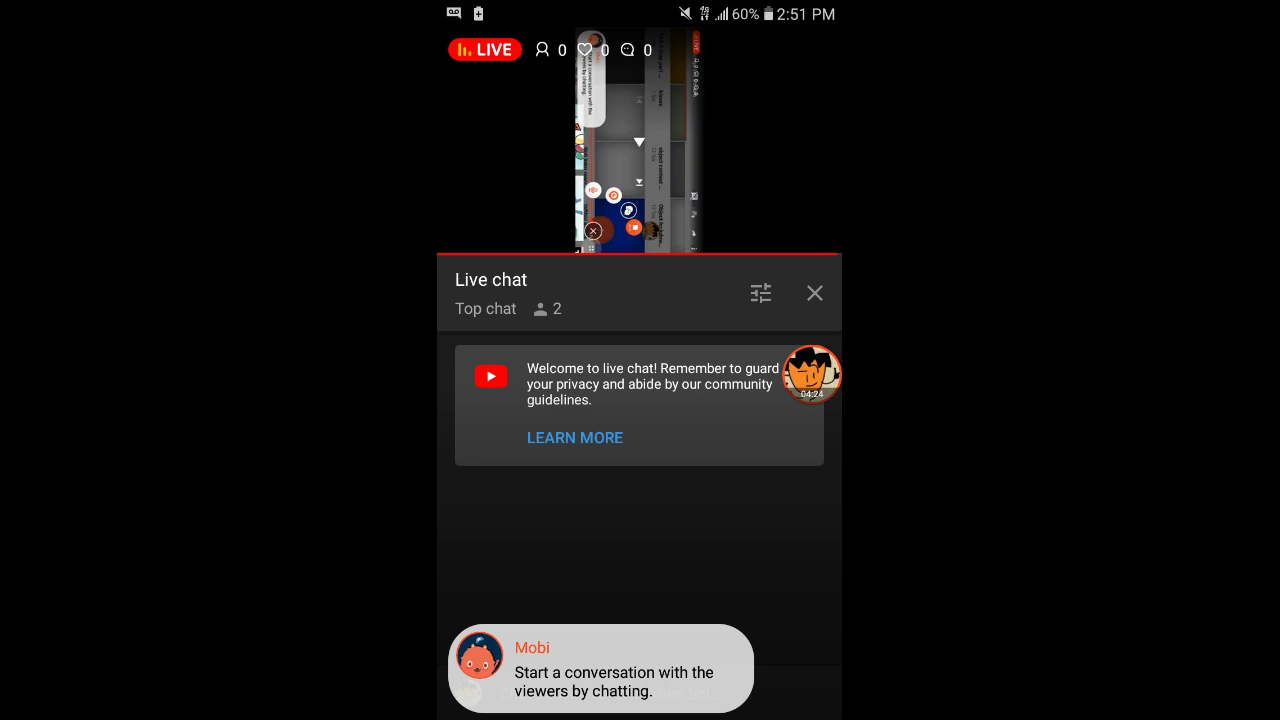 60% 2:51 PM
LIVE 0 0 0
Live chat
Top chat 2
Welcome to live chat! Remember to guard
your privacy and abide by our community
guidelines.
04:24
LEARN MORE
Mobi
Start a conversation with the
viewers by chatting.